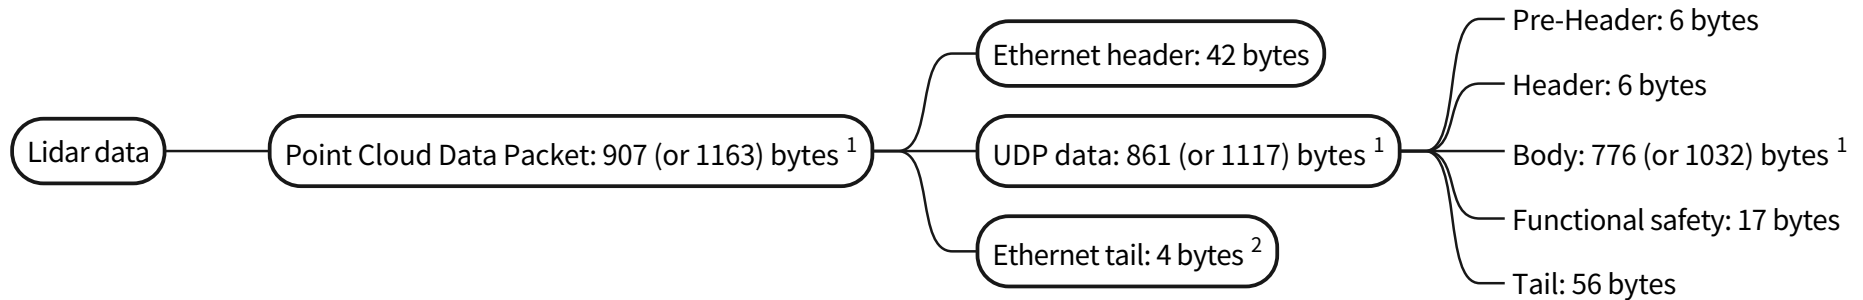 Lidar data
Point Cloud Data Packet: 907 (or 1163) bytes 1
Ethernet header: 42 bytes
UDP data: 861 (or 1117) bytes 1
Ethernet tail: 4 bytes 2
Pre-Header: 6 bytes
Header: 6 bytes
Body: 776 (or 1032) bytes 1
Functional safety: 17 bytes
Tail: 56 bytes